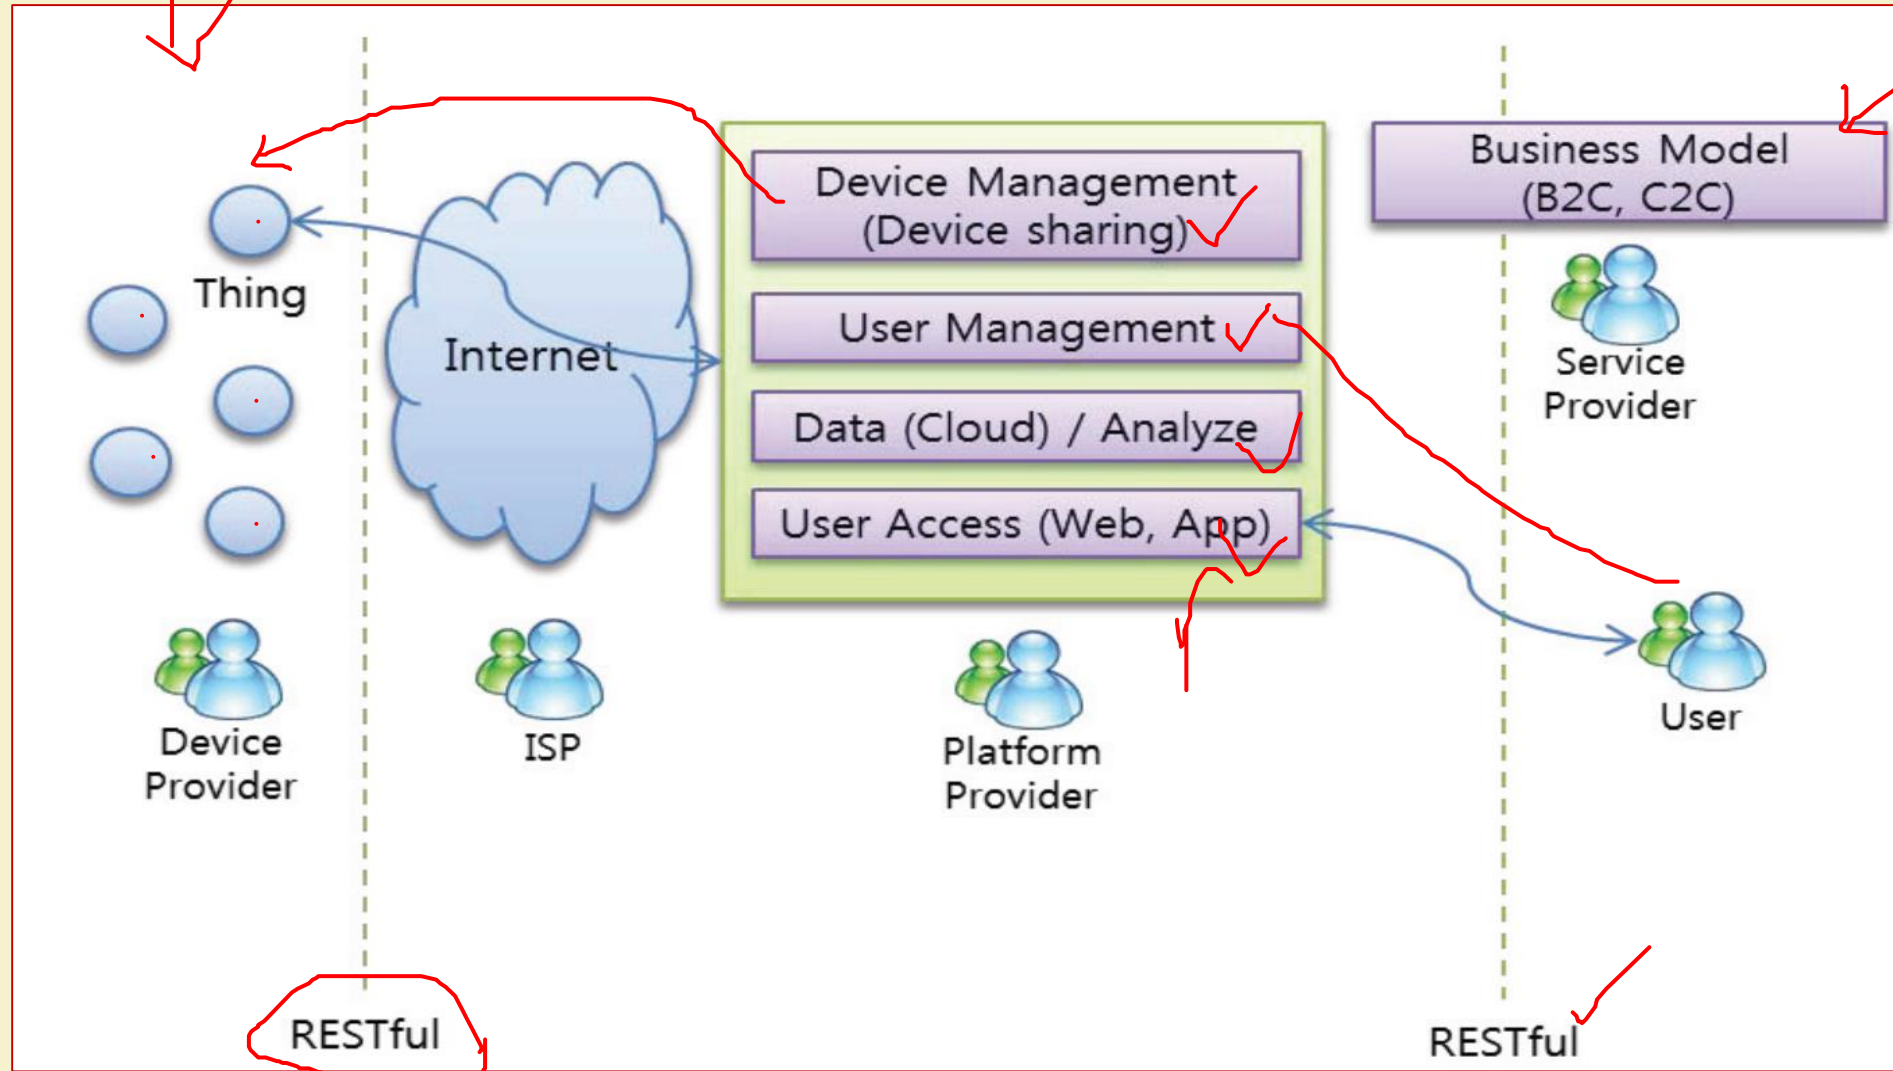 Thing
Internet
Device Management
(Device sharing)
User Management
Data (Cloud) / Analyze
User Access (Web, App)
Business Model
(B2C, C2C)
Service
Provider
Device
Provider
ISP
Platform
Provider
User
RESTful
RESTful